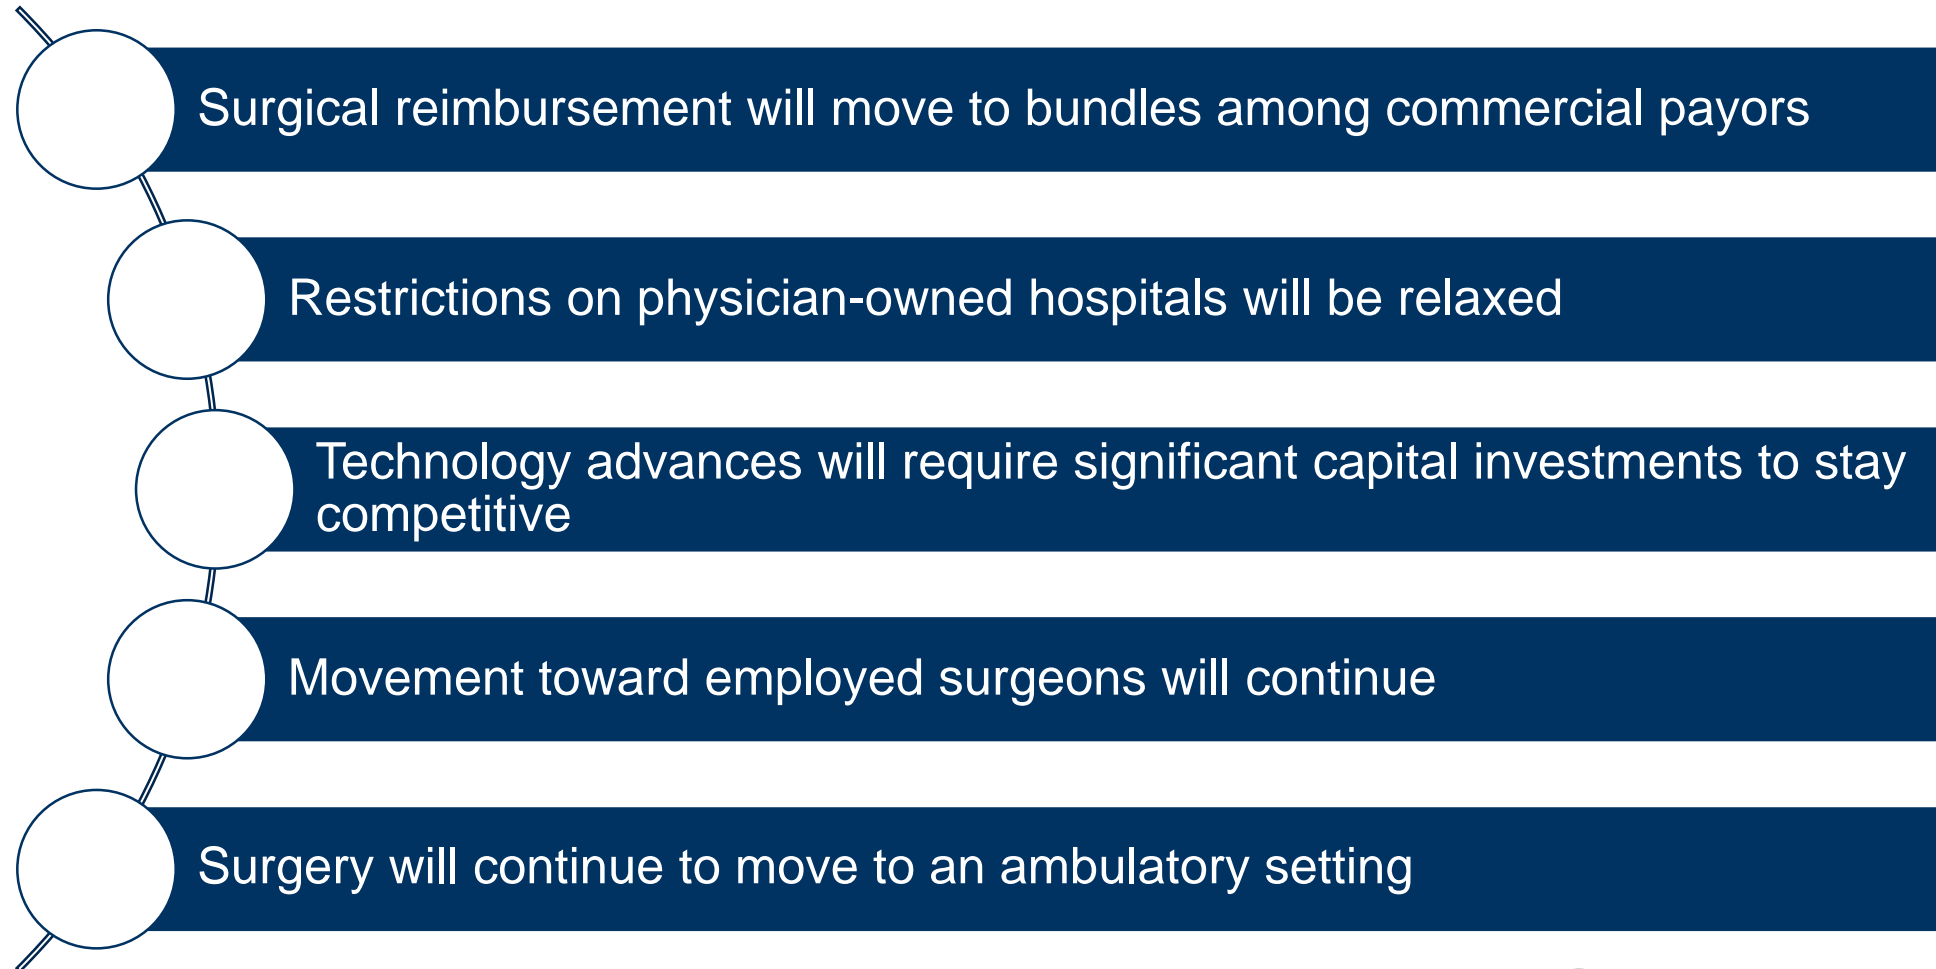 Surgical reimbursement will move to bundles among commercial payors
Restrictions on physician-owned hospitals will be relaxed
Technology advances will require significant capital investments to stay
competitive
Movement toward employed surgeons will continue
Surgery will continue to move to an ambulatory setting